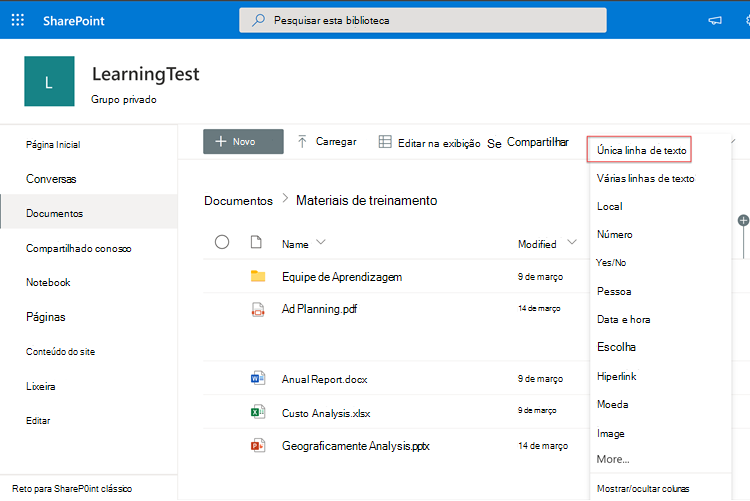 SharePoint
Pesquisar esta biblioteca
L
LearningTest
Grupo privado
Página Inicial
Conversas
Documentos
Compartilhado conosco
Notebook
Páginas
Conteúdo do site
Lixeira
Editar
Reto para SharePoint clássico
Novo
Carregar
Editar na exibição Se
Compartilhar
Documentos
Materiais de treinamento
Name
Modified
Equipe de Aprendizagem
9 de março
Ad Planning.pdf
14 de março
Anual Report.docx
9 de março
Custo Analysis.xlsx
9 de março
Geograficamente Analysis.pptx
14 de março
Única linha de texto
Várias linhas de texto
Local
Número
Yes/No
Pessoa
Data e hora
Escolha
Hiperlink
Moeda
Image
More...
Mostrar/ocultar colunas